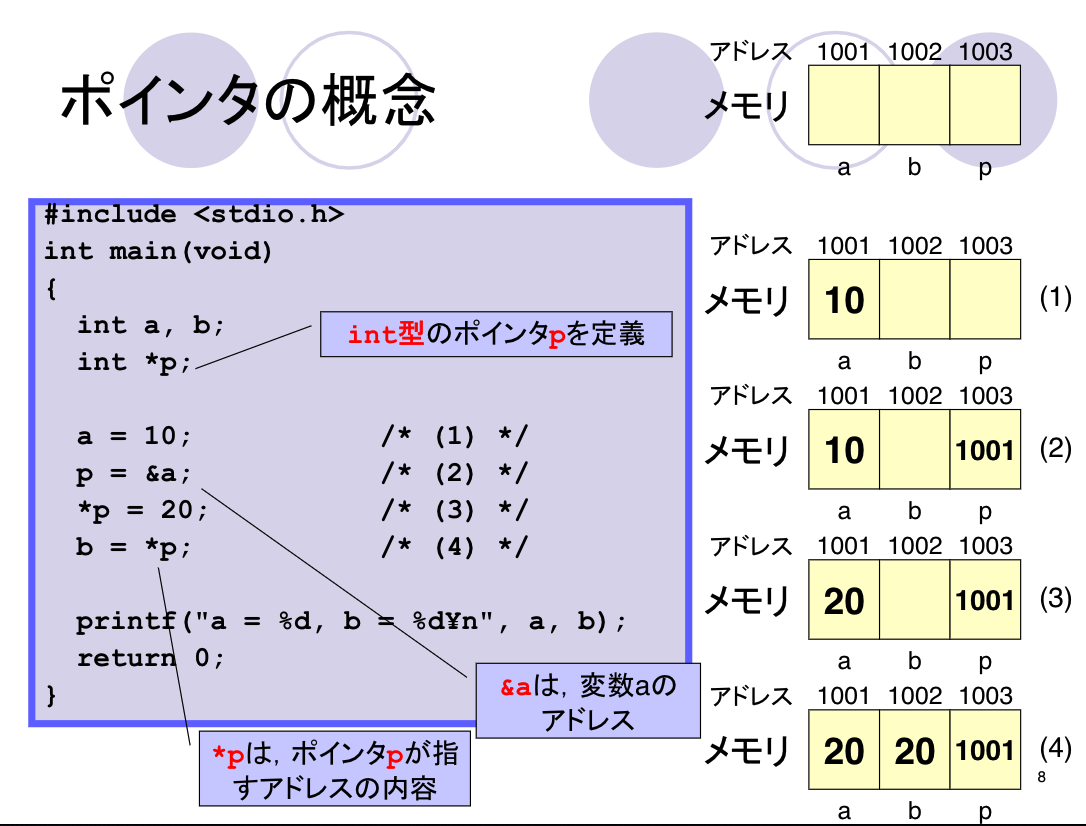 ポインタの概念
#include <stdio.h>
int main(void)
{
  int a, b;
  int *p;
  a = 10;            /* (1) */
  p = &a;            /* (2) */
  *p = 20;           /* (3) */
  b = *p;            /* (4) */
  printf("a = %d, b = %d¥n", a, b);
  return 0;
}
int型のポインタpを定義
&aは，変数aの
アドレス
*pは，ポインタpが指
すアドレスの内容
アドレス 1001 1002 1003
メモリ
a b p
アドレス 1001 1002 1003
メモリ 10 (1)
a b p
アドレス 1001 1002 1003
メモリ 10 1001 (2)
a b p
アドレス 1001 1002 1003
メモリ 20 1001 (3)
a b p
アドレス 1001 1002 1003
メモリ 20 20 1001 (4)
a b p
8